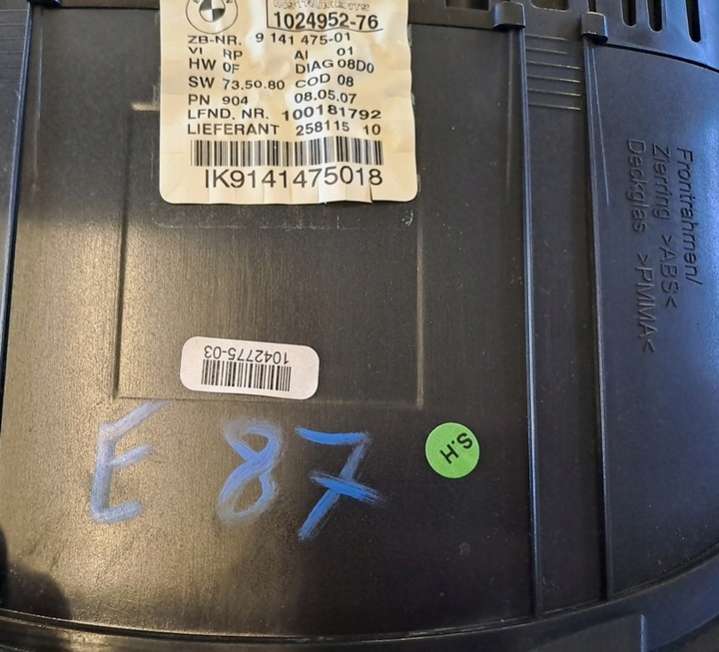 INSTRUMENTS
1024952-76
ZB-NR. 9 141 475-01
VI RP AI 01
HW 0F DIAG 08D0
SW 73.50.80 COD 08
PN 904 08.05.07
LFND. NR. 100181792
LIEFERANT 258115 10
IK9141475018
Frontrahmen/
Zierring >ABS<
Deckglas >PMMA<
1042775-03
E 87
S.H